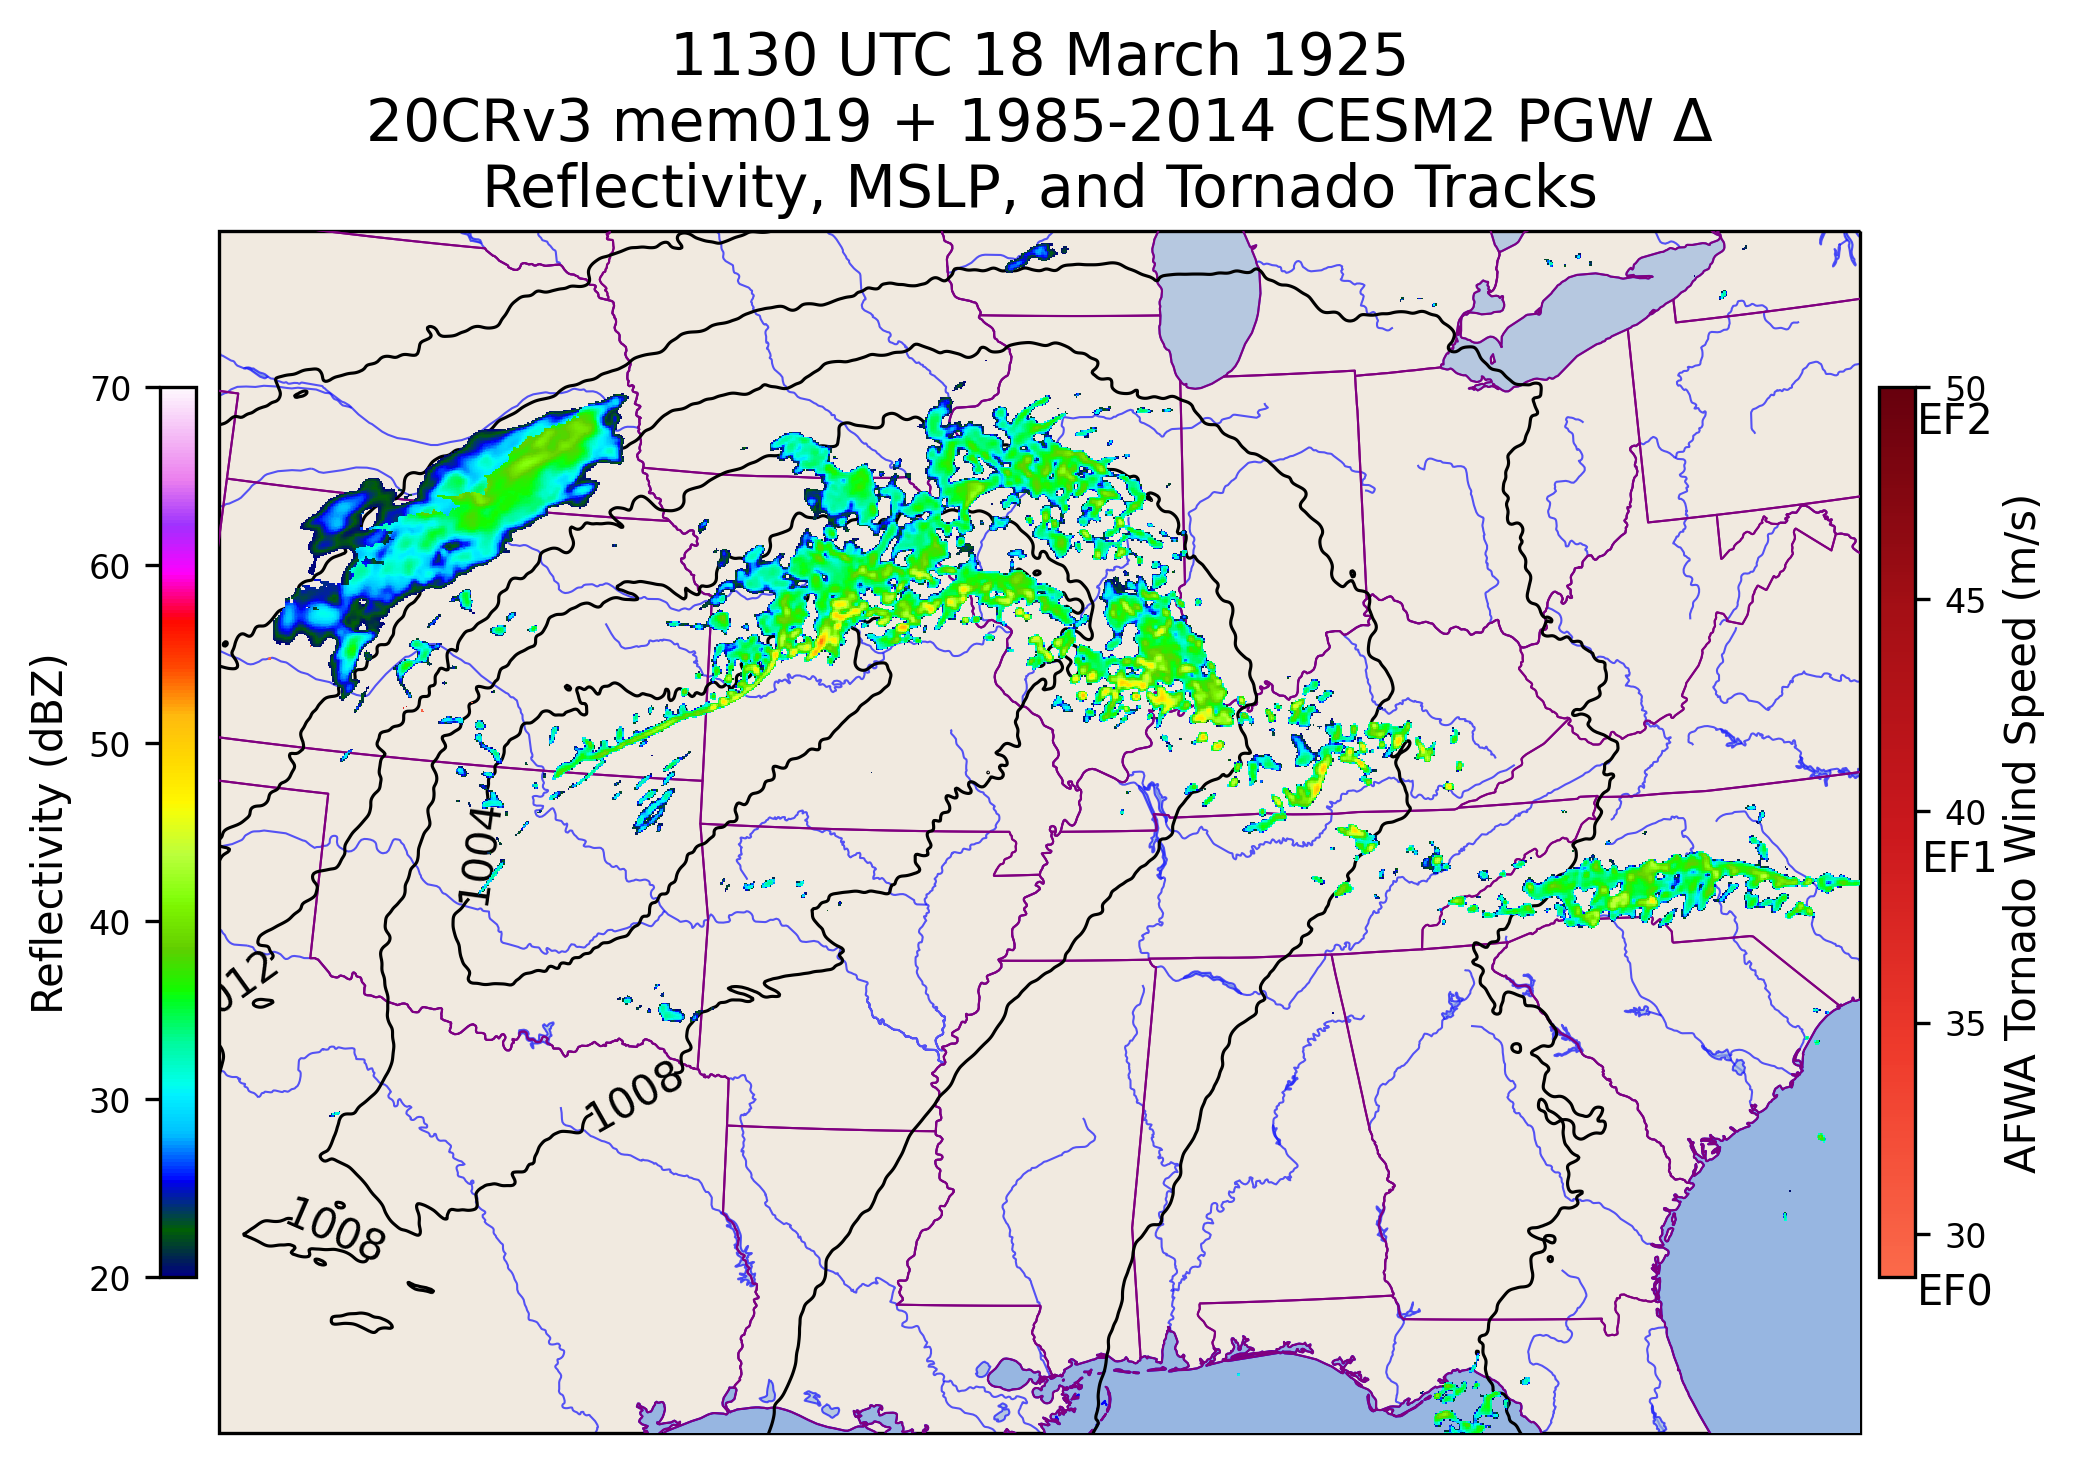 1130 UTC 18 March 1925
20CRv3 mem019 + 1985-2014 CESM2 PGW Δ
Reflectivity, MSLP, and Tornado Tracks
Reflectivity (dBZ)
70
60
50
40
30
20
1004
012
1008
1008
50
EF2
45
40
EF1
35
30
EF0
AFWA Tornado Wind Speed (m/s)